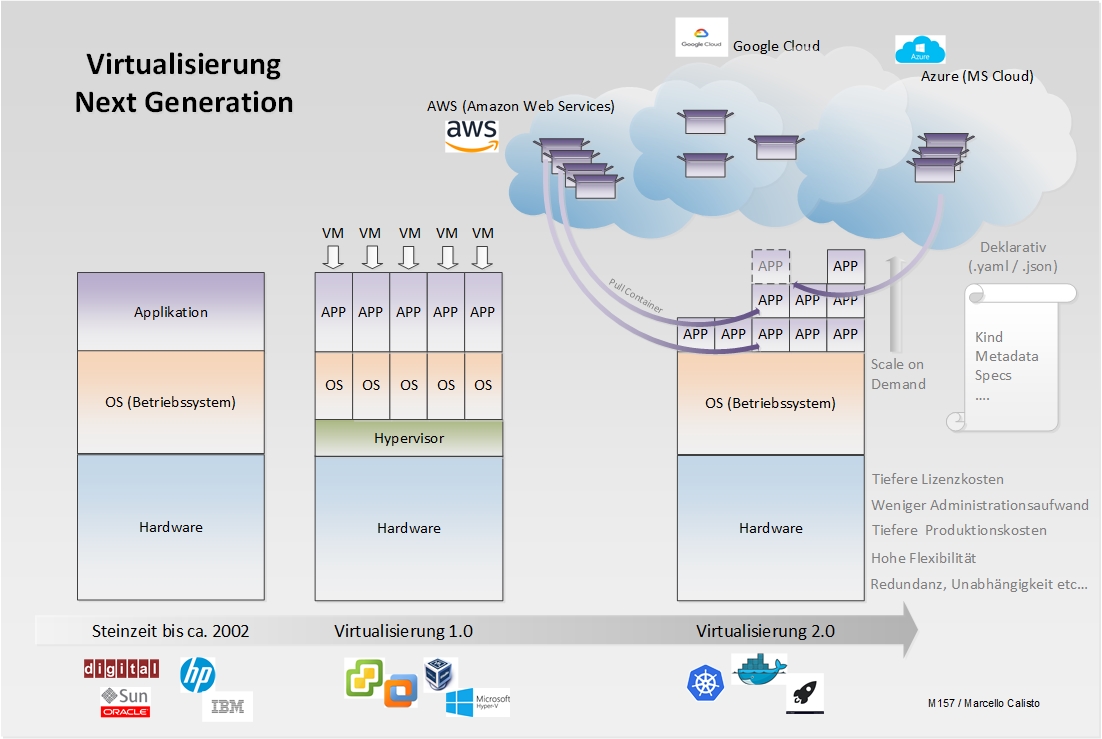 Virtualisierung
Next Generation
Google Cloud
Google Cloud
Azure
Azure (MS Cloud)
AWS (Amazon Web Services)
aws
VM VM VM VM VM
Applikation
OS (Betriebssystem)
Hardware
APP APP APP APP APP
OS OS OS OS OS
Hypervisor
Hardware
Pull Container
APP APP
APP APP APP
APP APP APP APP APP
OS (Betriebssystem)
Hardware
Scale on
Demand
Deklarativ
(.yaml / .json)
Kind
Metadata
Specs
....
Tiefere Lizenzkosten
Weniger Administrationsaufwand
Tiefere Produktionskosten
Hohe Flexibilität
Redundanz, Unabhängigkeit etc...
Steinzeit bis ca. 2002
Virtualisierung 1.0
Virtualisierung 2.0
digital
hp
Sun
ORACLE
IBM
Microsoft
Hyper-V
M157 / Marcello Calisto